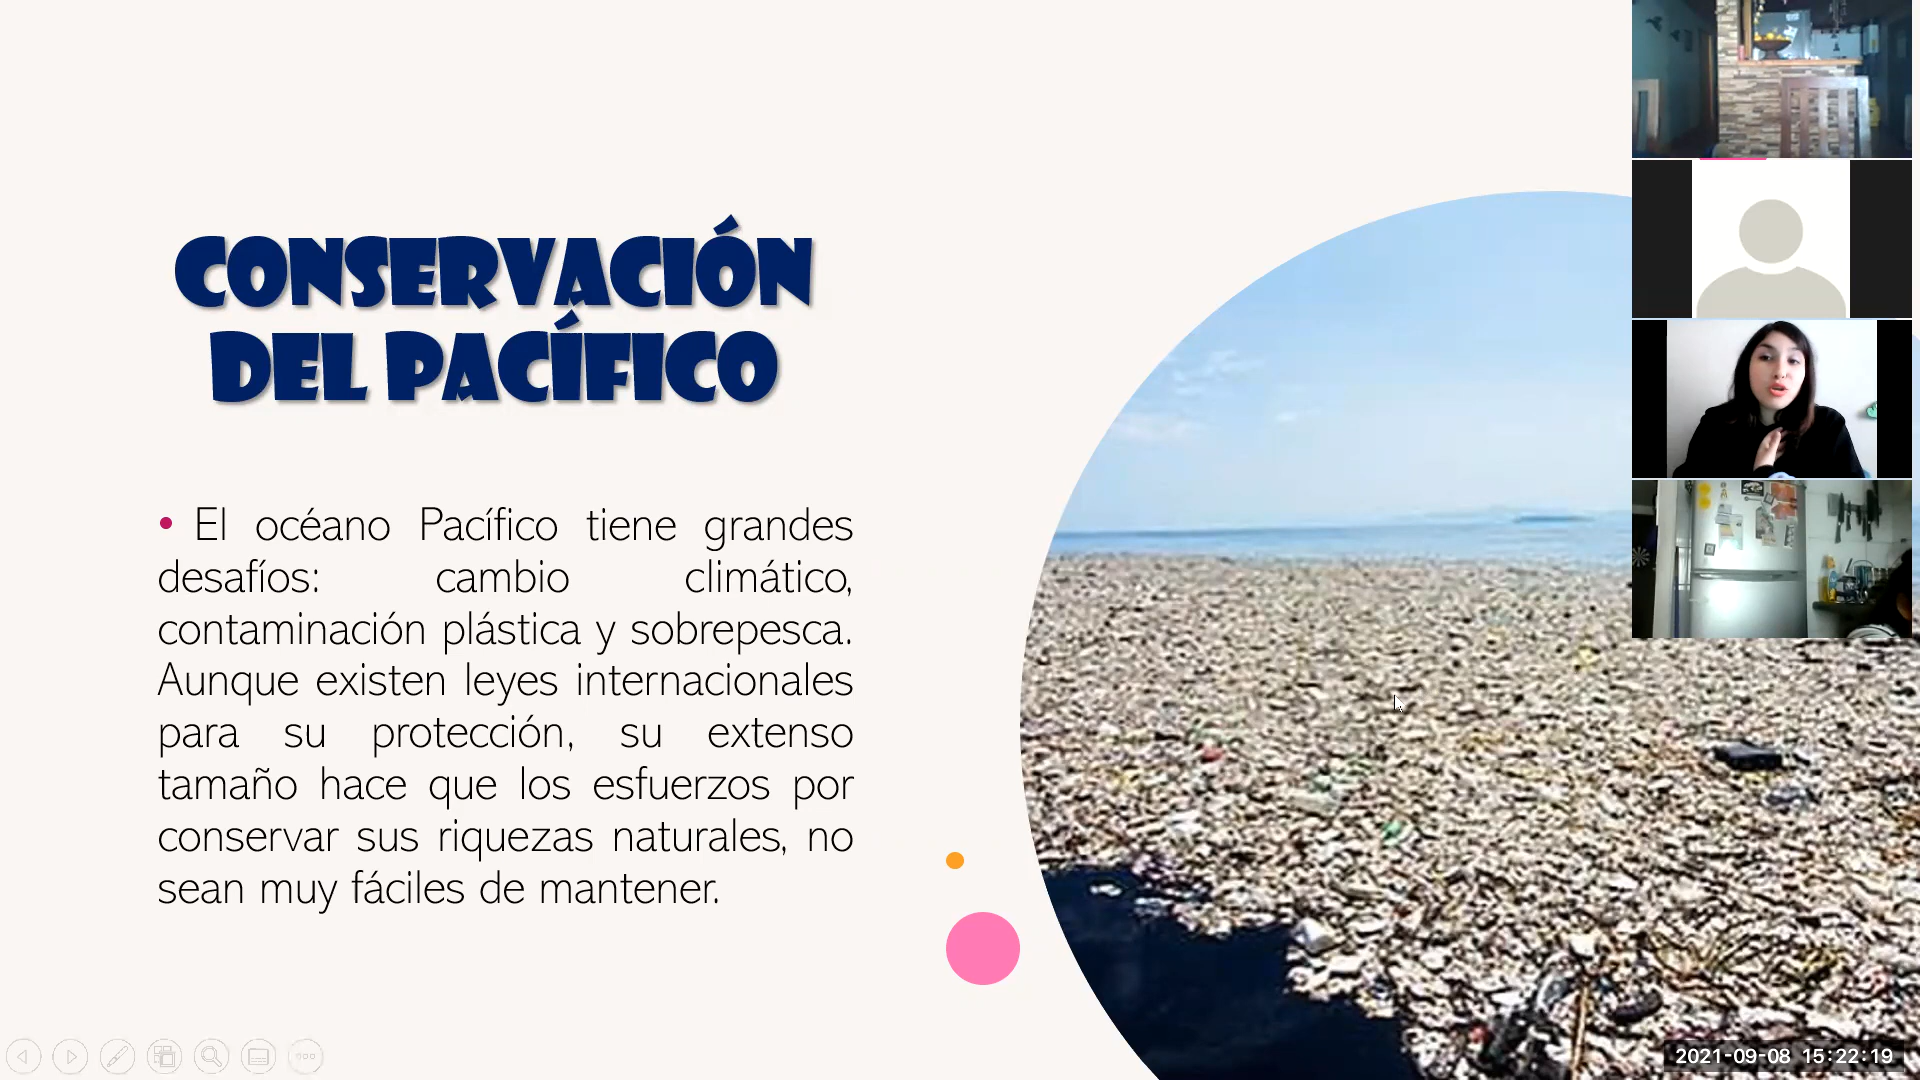 CONSERVACIÓN
DEL PACÍFICO
• El océano Pacífico tiene grandes
desafíos: cambio climático,
contaminación plástica y sobrepesca.
Aunque existen leyes internacionales
para su protección, su extenso
tamaño hace que los esfuerzos por
conservar sus riquezas naturales, no
sean muy fáciles de mantener.
2021-09-08 15:22:19